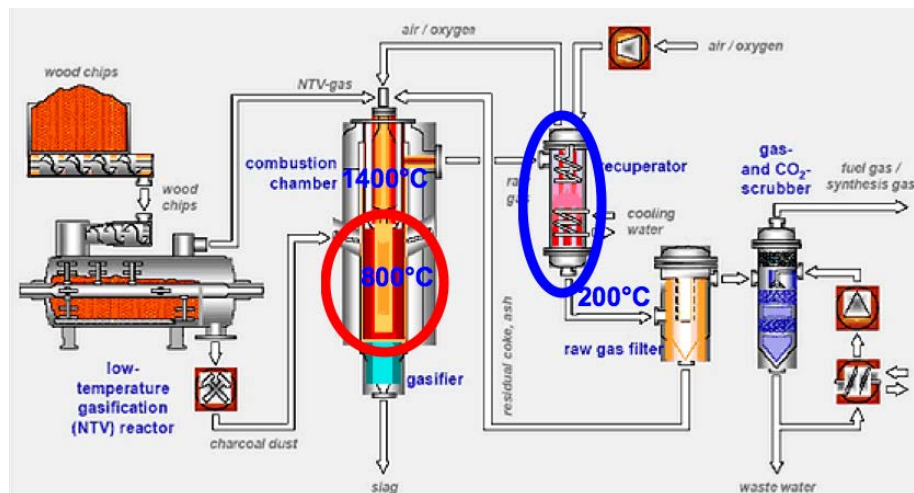 air / oxygen
air / oxygen
wood chips
NTV-gas
combustion
chamber
1400°C
recuperator
raw
gas
gas-
and CO₂-
scrubber
fuel gas /
synthesis gas
wood
chips
cooling
water
800°C
200°C
raw gas filter
residual coke, ash
low-
temperature
gasification
(NTV) reactor
gasifier
charcoal dust
slag
waste water